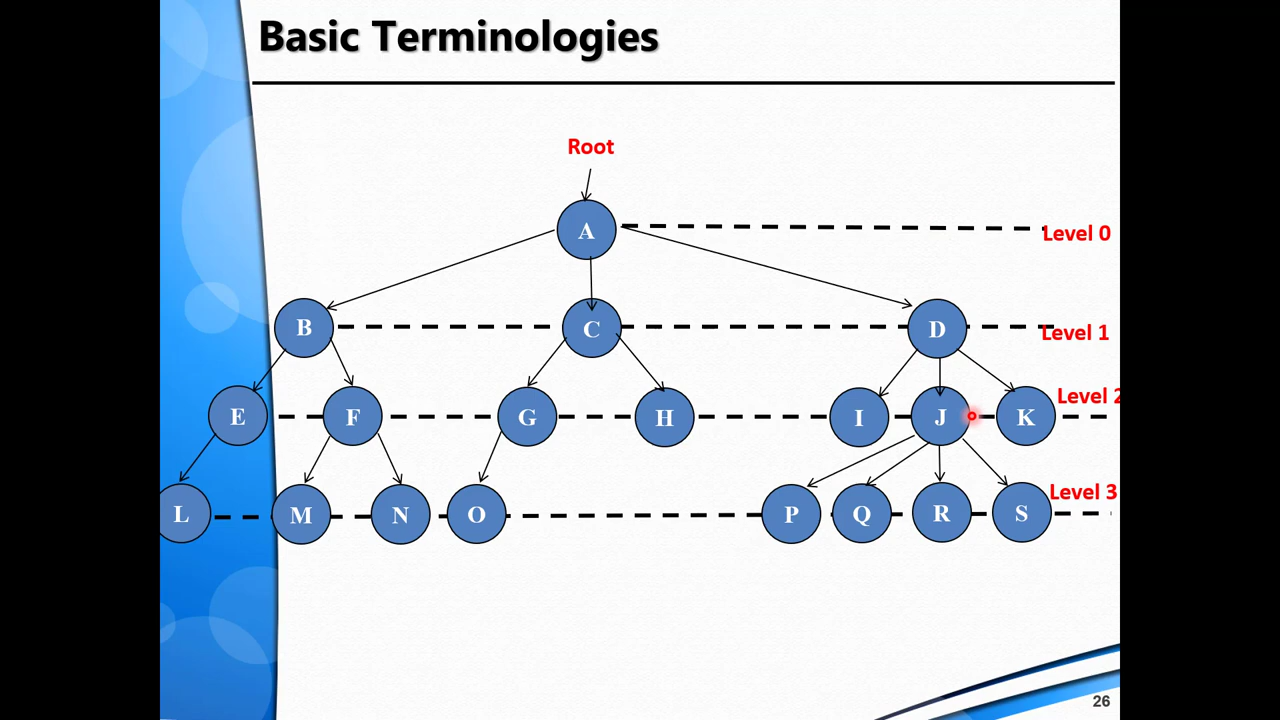 Basic Terminologies
Root
A
Level 0
B C D
Level 1
E F G H I J K
Level 2
L M N O P Q R S
Level 3
26